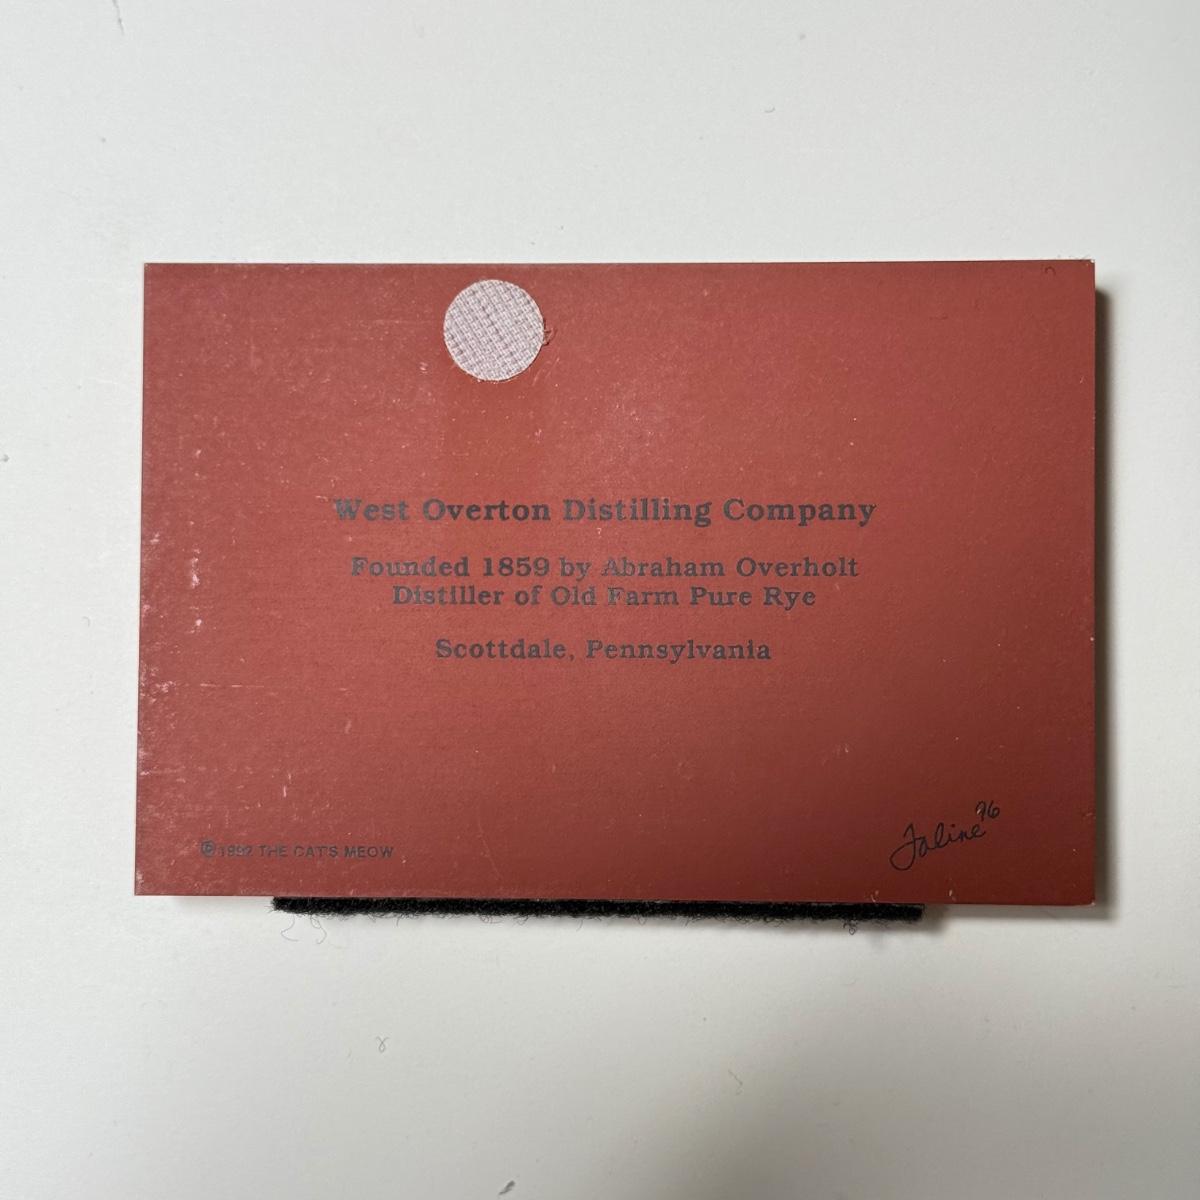 West Overton Distilling Company
Founded 1859 by Abraham Overholt
Distiller of Old Farm Pure Rye
Scottdale, Pennsylvania
© 1992 THE CAT'S MEOW
Faline 96